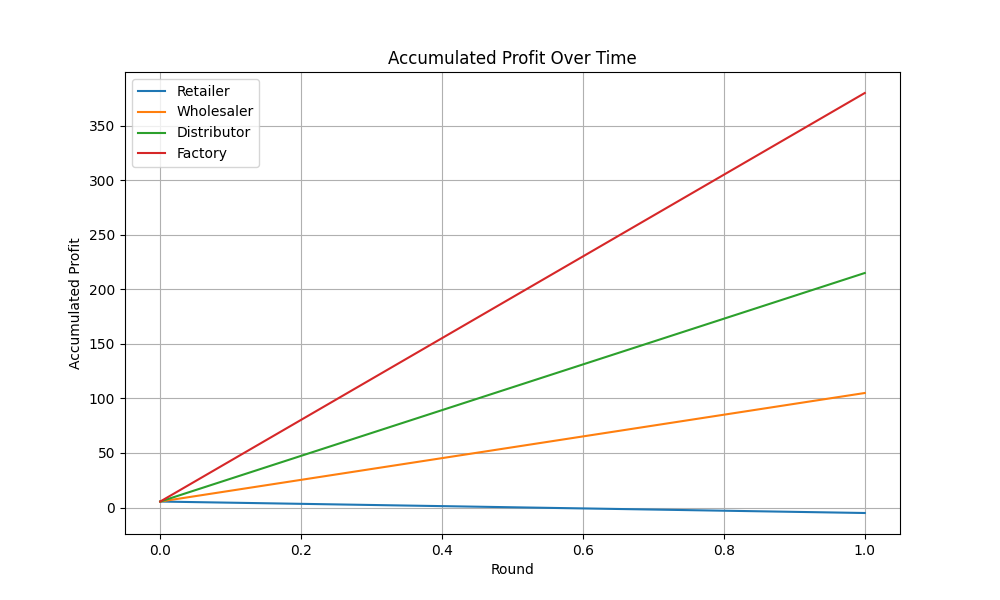 Accumulated Profit Over Time
Retailer
Wholesaler
Distributor
Factory
Accumulated Profit
350
300
250
200
150
100
50
0
0.0 0.2 0.4 0.6 0.8 1.0
Round